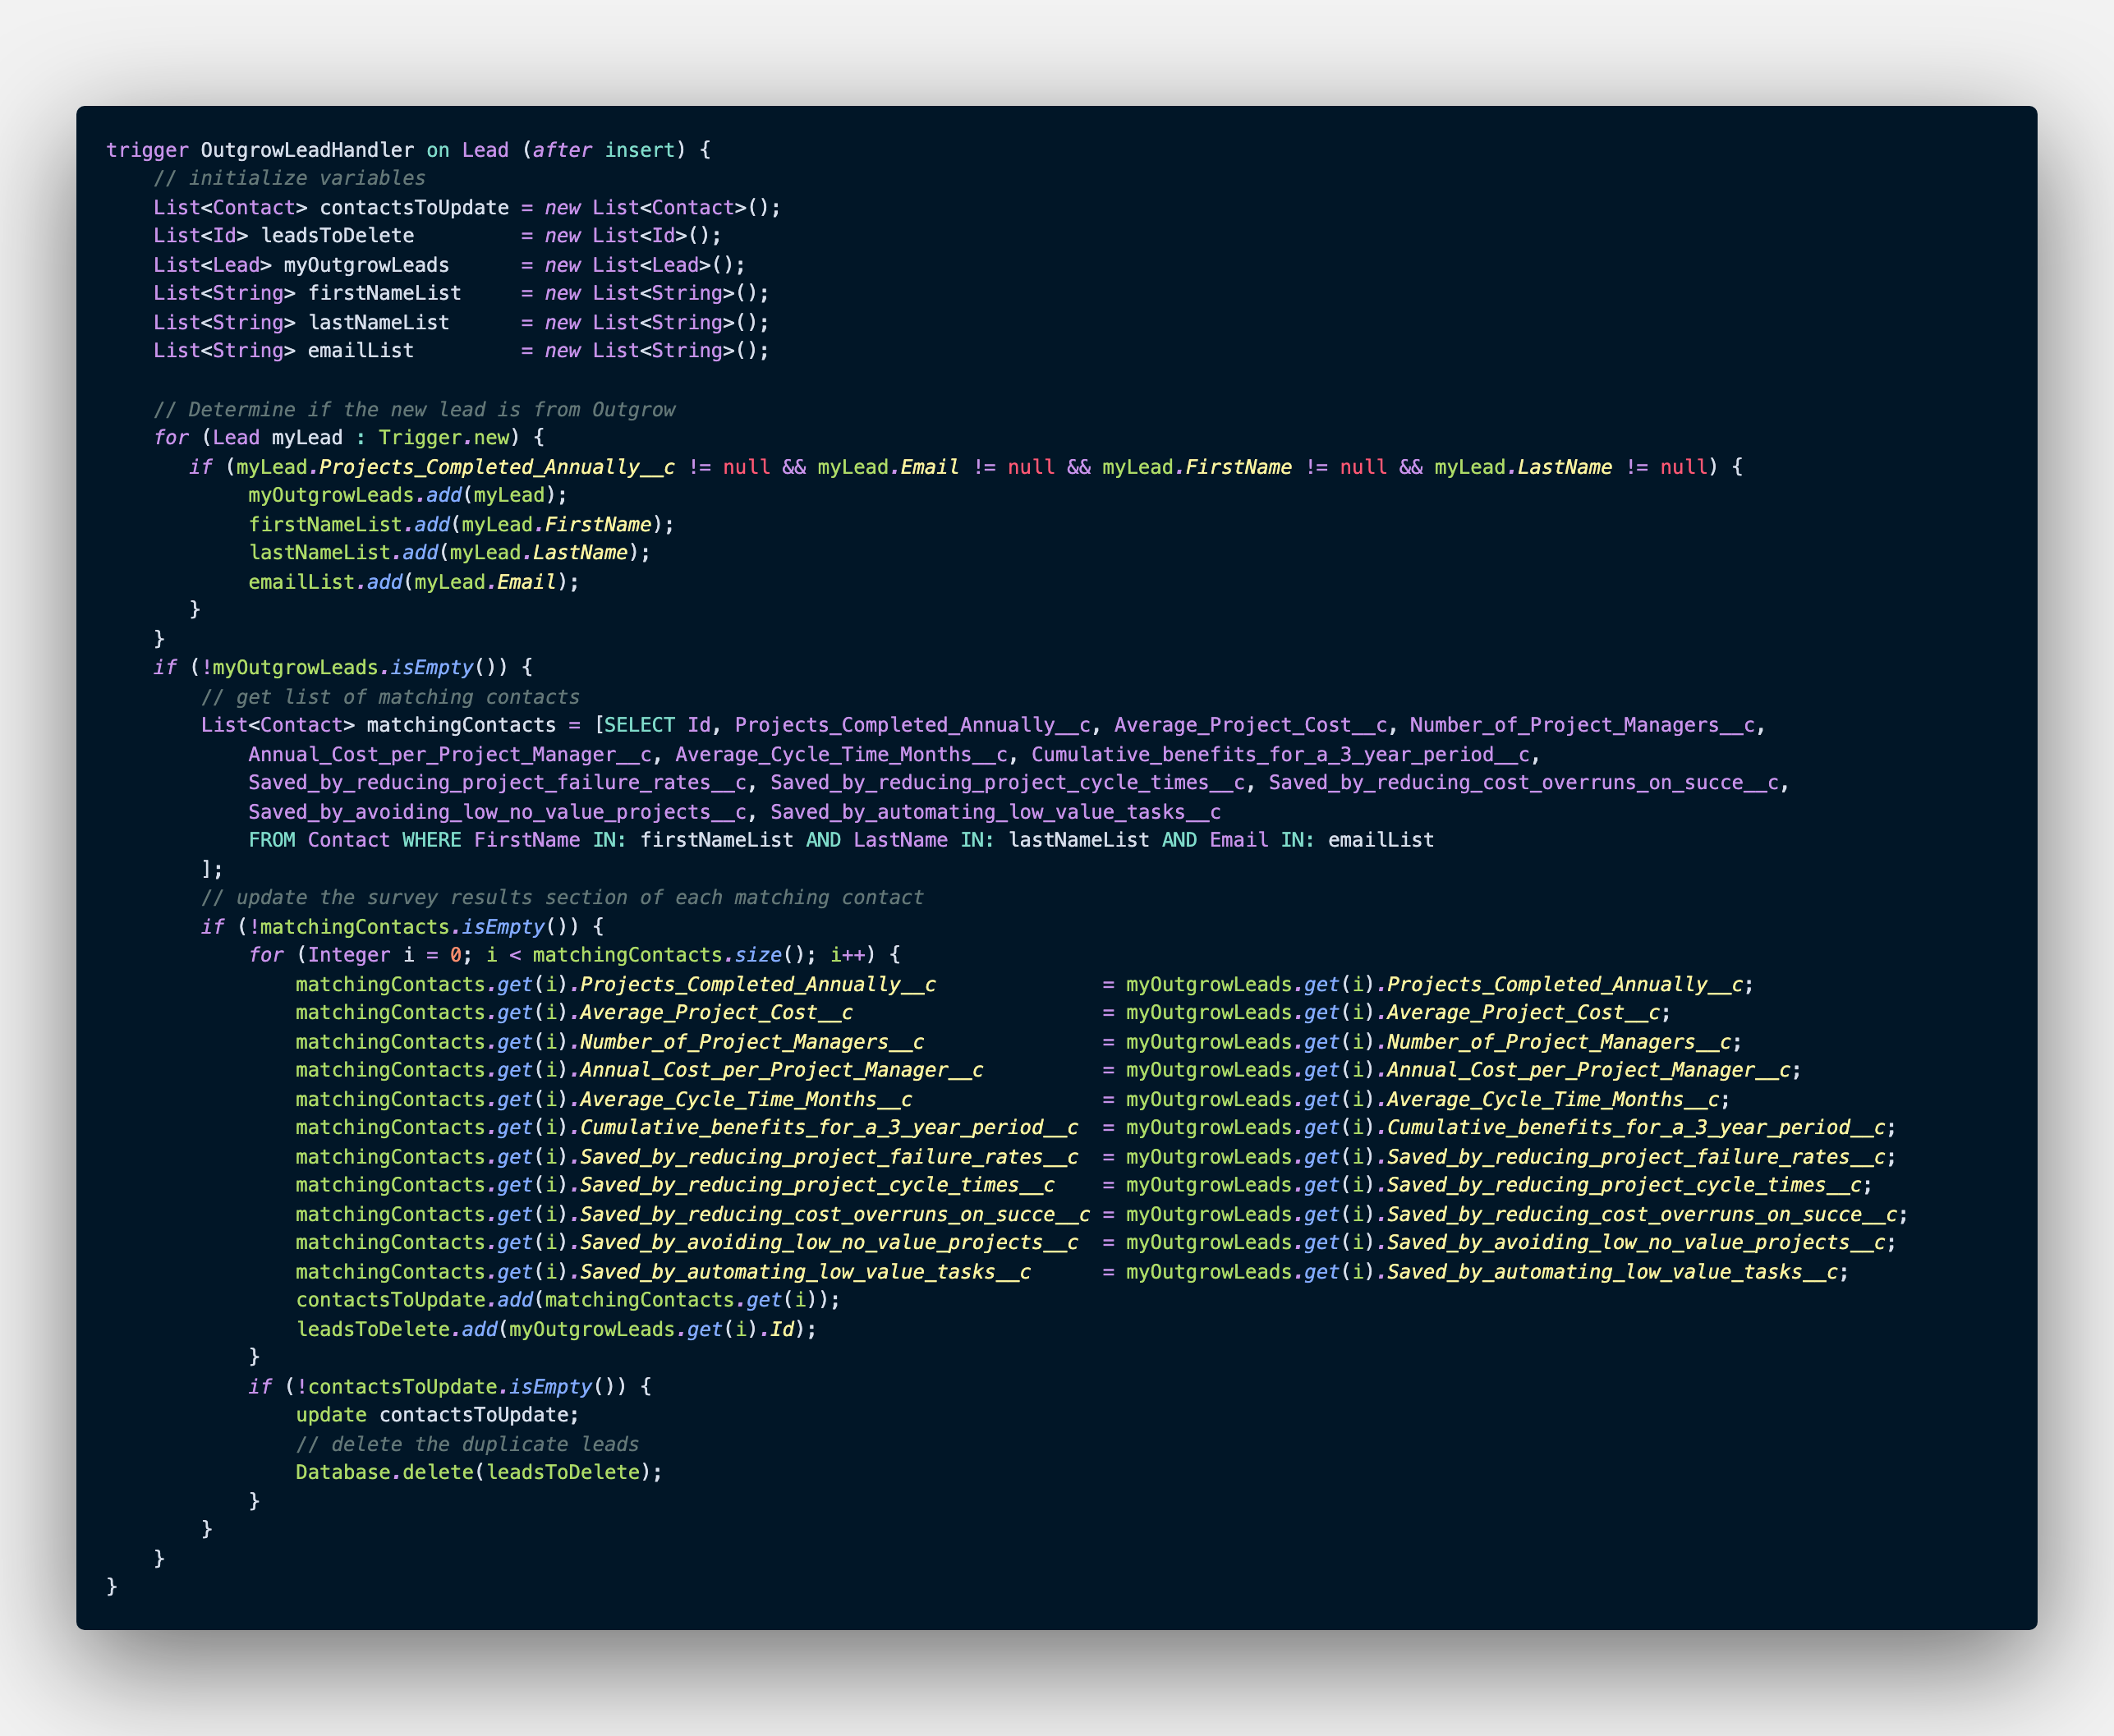 trigger OutgrowLeadHandler on Lead (after insert) {
    // initialize variables
    List<Contact> contactsToUpdate = new List<Contact>();
    List<Id> leadsToDelete         = new List<Id>();
    List<Lead> myOutgrowLeads      = new List<Lead>();
    List<String> firstNameList     = new List<String>();
    List<String> lastNameList      = new List<String>();
    List<String> emailList         = new List<String>();

    // Determine if the new lead is from Outgrow
    for (Lead myLead : Trigger.new) {
       if (myLead.Projects_Completed_Annually__c != null && myLead.Email != null && myLead.FirstName != null && myLead.LastName != null) {
            myOutgrowLeads.add(myLead);
            firstNameList.add(myLead.FirstName);
            lastNameList.add(myLead.LastName);
            emailList.add(myLead.Email);
       }
    }
    if (!myOutgrowLeads.isEmpty()) {
        // get list of matching contacts
        List<Contact> matchingContacts = [SELECT Id, Projects_Completed_Annually__c, Average_Project_Cost__c, Number_of_Project_Managers__c,
            Annual_Cost_per_Project_Manager__c, Average_Cycle_Time_Months__c, Cumulative_benefits_for_a_3_year_period__c,
            Saved_by_reducing_project_failure_rates__c, Saved_by_reducing_project_cycle_times__c, Saved_by_reducing_cost_overruns_on_succe__c,
            Saved_by_avoiding_low_no_value_projects__c, Saved_by_automating_low_value_tasks__c
            FROM Contact WHERE FirstName IN: firstNameList AND LastName IN: lastNameList AND Email IN: emailList
        ];
        // update the survey results section of each matching contact
        if (!matchingContacts.isEmpty()) {
            for (Integer i = 0; i < matchingContacts.size(); i++) {
                matchingContacts.get(i).Projects_Completed_Annually__c              = myOutgrowLeads.get(i).Projects_Completed_Annually__c;
                matchingContacts.get(i).Average_Project_Cost__c                     = myOutgrowLeads.get(i).Average_Project_Cost__c;
                matchingContacts.get(i).Number_of_Project_Managers__c               = myOutgrowLeads.get(i).Number_of_Project_Managers__c;
                matchingContacts.get(i).Annual_Cost_per_Project_Manager__c          = myOutgrowLeads.get(i).Annual_Cost_per_Project_Manager__c;
                matchingContacts.get(i).Average_Cycle_Time_Months__c                = myOutgrowLeads.get(i).Average_Cycle_Time_Months__c;
                matchingContacts.get(i).Cumulative_benefits_for_a_3_year_period__c  = myOutgrowLeads.get(i).Cumulative_benefits_for_a_3_year_period__c;
                matchingContacts.get(i).Saved_by_reducing_project_failure_rates__c  = myOutgrowLeads.get(i).Saved_by_reducing_project_failure_rates__c;
                matchingContacts.get(i).Saved_by_reducing_project_cycle_times__c    = myOutgrowLeads.get(i).Saved_by_reducing_project_cycle_times__c;
                matchingContacts.get(i).Saved_by_reducing_cost_overruns_on_succe__c = myOutgrowLeads.get(i).Saved_by_reducing_cost_overruns_on_succe__c;
                matchingContacts.get(i).Saved_by_avoiding_low_no_value_projects__c  = myOutgrowLeads.get(i).Saved_by_avoiding_low_no_value_projects__c;
                matchingContacts.get(i).Saved_by_automating_low_value_tasks__c      = myOutgrowLeads.get(i).Saved_by_automating_low_value_tasks__c;
                contactsToUpdate.add(matchingContacts.get(i));
                leadsToDelete.add(myOutgrowLeads.get(i).Id);
            }
            if (!contactsToUpdate.isEmpty()) {
                update contactsToUpdate;
                // delete the duplicate leads
                Database.delete(leadsToDelete);
            }
        }
    }
}